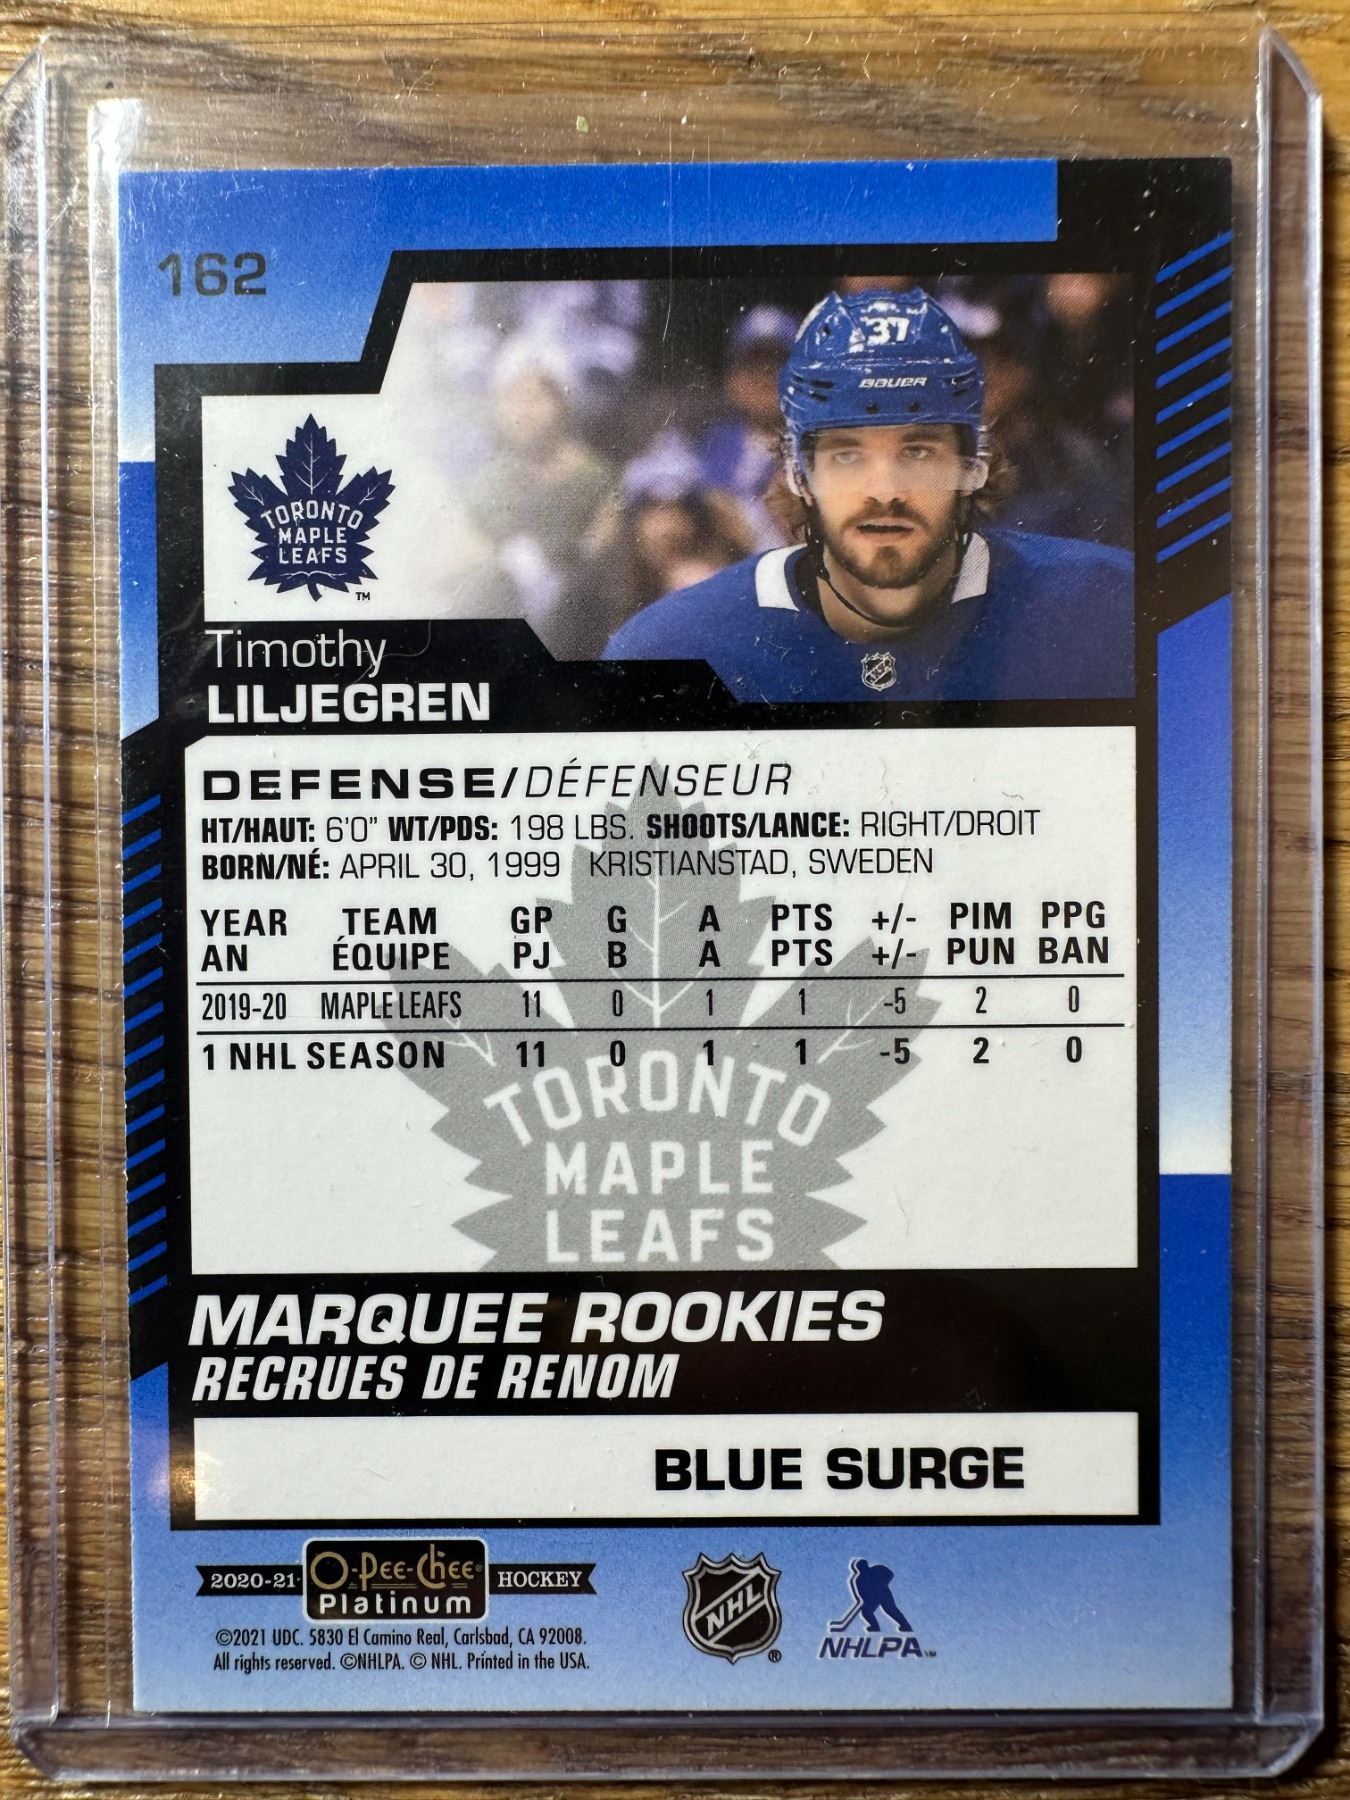 162
37
BAUER
TORONTO
MAPLE
LEAFS
TM
Timothy
LILJEGREN
DEFENSE/DÉFENSEUR
HT/HAUT: 6'0" WT/PDS: 198 LBS. SHOOTS/LANCE: RIGHT/DROIT
BORN/NÉ: APRIL 30, 1999 KRISTIANSTAD, SWEDEN
YEAR TEAM GP G A PTS +/- PIM PPG
AN ÉQUIPE PJ B A PTS +/- PUN BAN
2019-20 MAPLE LEAFS 11 0 1 1 -5 2 0
1 NHL SEASON 11 0 1 1 -5 2 0
TORONTO
MAPLE
LEAFS
MARQUEE ROOKIES
RECRUES DE RENOM
BLUE SURGE
2020-21 O-Pee-Chee® HOCKEY
Platinum
©2021 UDC. 5830 El Camino Real, Carlsbad, CA 92008.
All rights reserved. ©NHLPA. © NHL. Printed in the USA.
NHL ®
NHLPA™